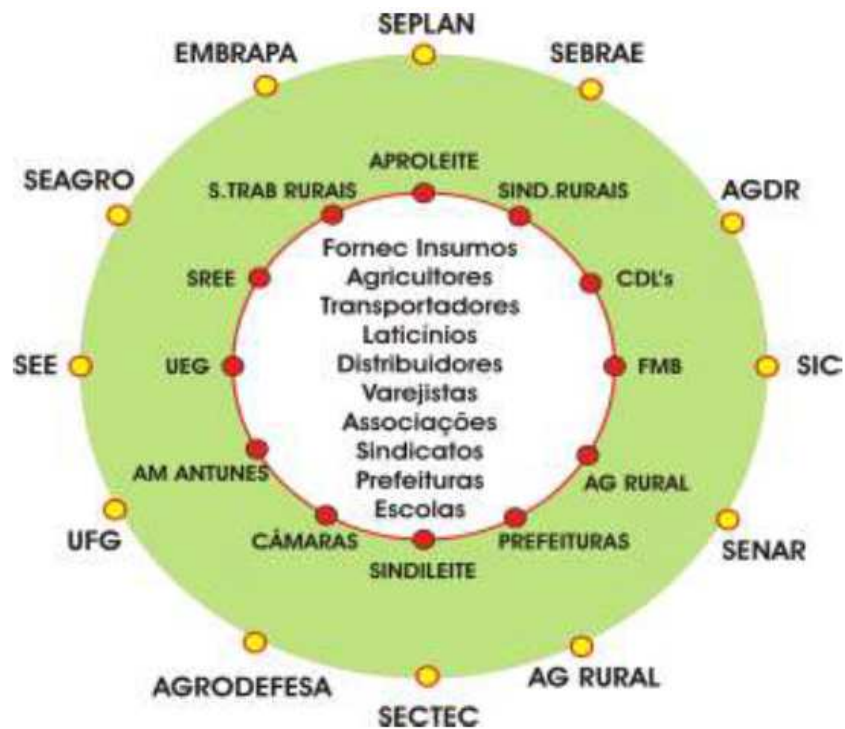 SEPLAN
EMBRAPA
SEBRAE
SEAGRO
AGDR
APROLEITE
S.TRAB RURAIS
SIND.RURAIS
SREE
CDL's
SEE
UEG
FMB
SIC
Fornec Insumos
Agricultores
Transportadores
Laticínios
Distribuidores
Varejistas
Associações
Sindicatos
Prefeituras
Escolas
AM ANTUNES
AG RURAL
CÂMARAS
PREFEITURAS
SINDILEITE
UFG
SENAR
AGRODEFESA
AG RURAL
SECTEC